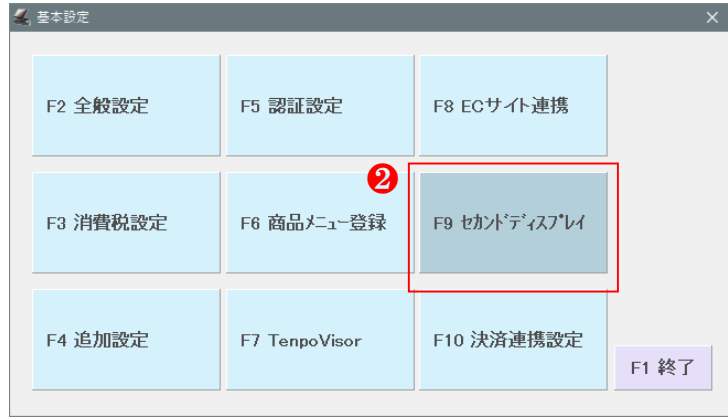 基本設定
F2 全般設定
F5 認証設定
F8 ECサイト連携
❷
F3 消費税設定
F6 商品ﾒﾆｭｰ登録
F9 ｾｶﾝﾄﾞﾃﾞｨｽﾌﾟﾚｲ
F4 追加設定
F7 TenpoVisor
F10 決済連携設定
F1 終了